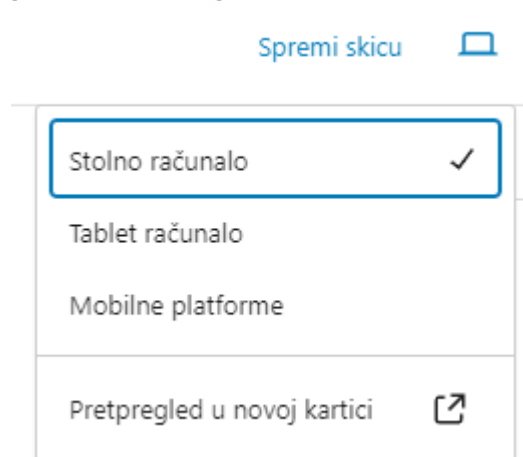 Spremi skicu
Stolno računalo
Tablet računalo
Mobilne platforme
Pretpregled u novoj kartici